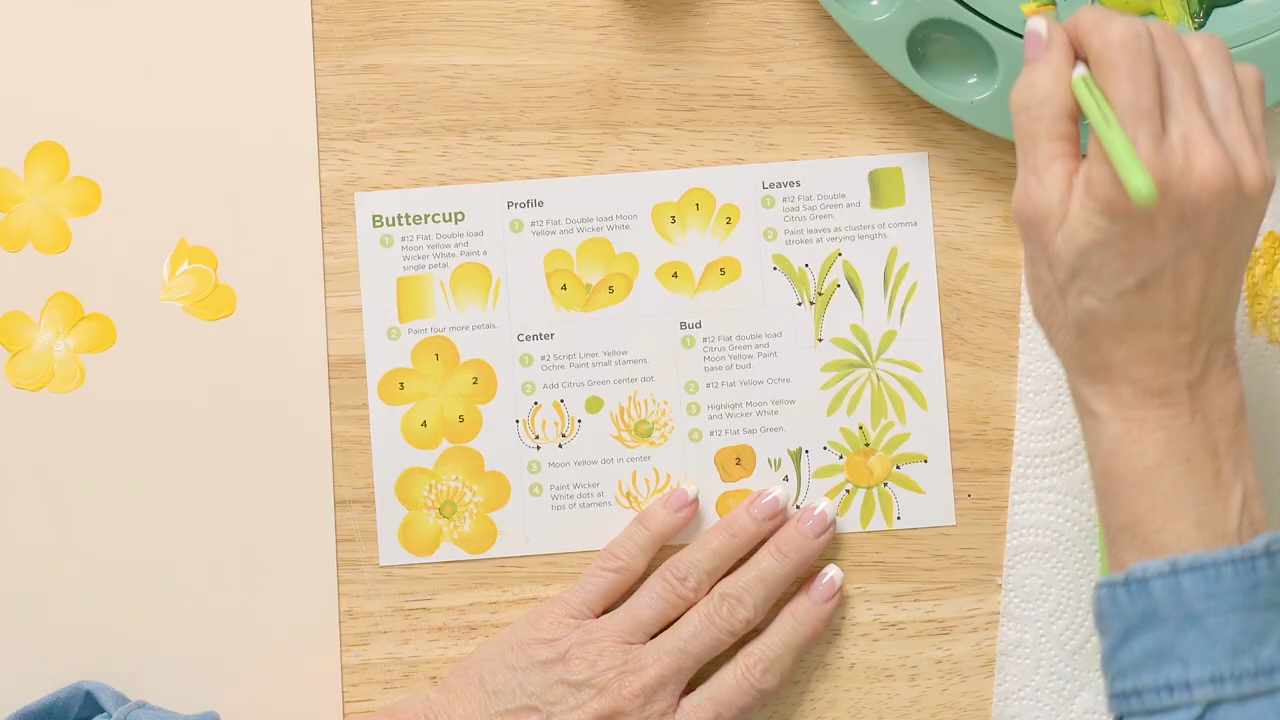 Buttercup
1 #12 Flat. Double load
Moon Yellow and
Wicker White. Paint a
single petal.
2 Paint four more petals.
1
2
3
4
5
Profile
1 #12 Flat. Double load Moon
Yellow and Wicker White.
4
5
3
1
2
4
5
Center
1 #2 Script Liner. Yellow
Ochre. Paint small stamens.
2 Add Citrus Green center dot.
3 Moon Yellow dot in center.
4 Paint Wicker
White dots at
tips of stamens.
Bud
1 #12 Flat double load
Citrus Green and
Moon Yellow. Paint
base of bud.
2 #12 Flat Yellow Ochre.
3 Highlight Moon Yellow
and Wicker White.
4 #12 Flat Sap Green.
2
4
Leaves
1 #12 Flat. Double
load Sap Green and
Citrus Green.
2 Paint leaves as clusters of comma
strokes at verying lengths.